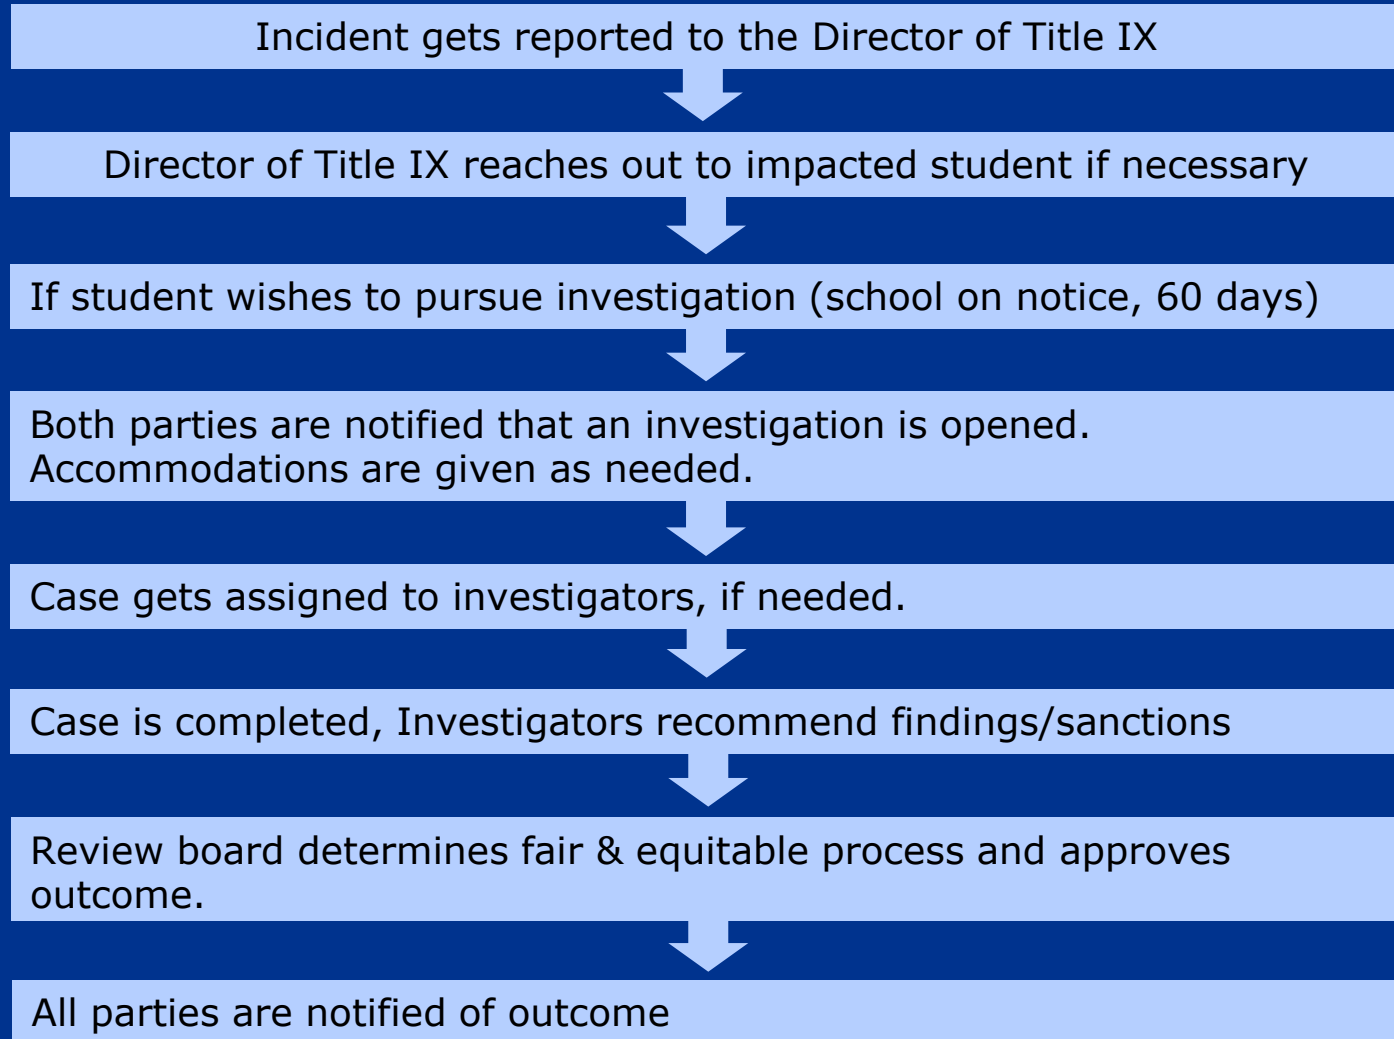 Incident gets reported to the Director of Title IX
Director of Title IX reaches out to impacted student if necessary
If student wishes to pursue investigation (school on notice, 60 days)
Both parties are notified that an investigation is opened.
Accommodations are given as needed.
Case gets assigned to investigators, if needed.
Case is completed, Investigators recommend findings/sanctions
Review board determines fair & equitable process and approves
outcome.
All parties are notified of outcome